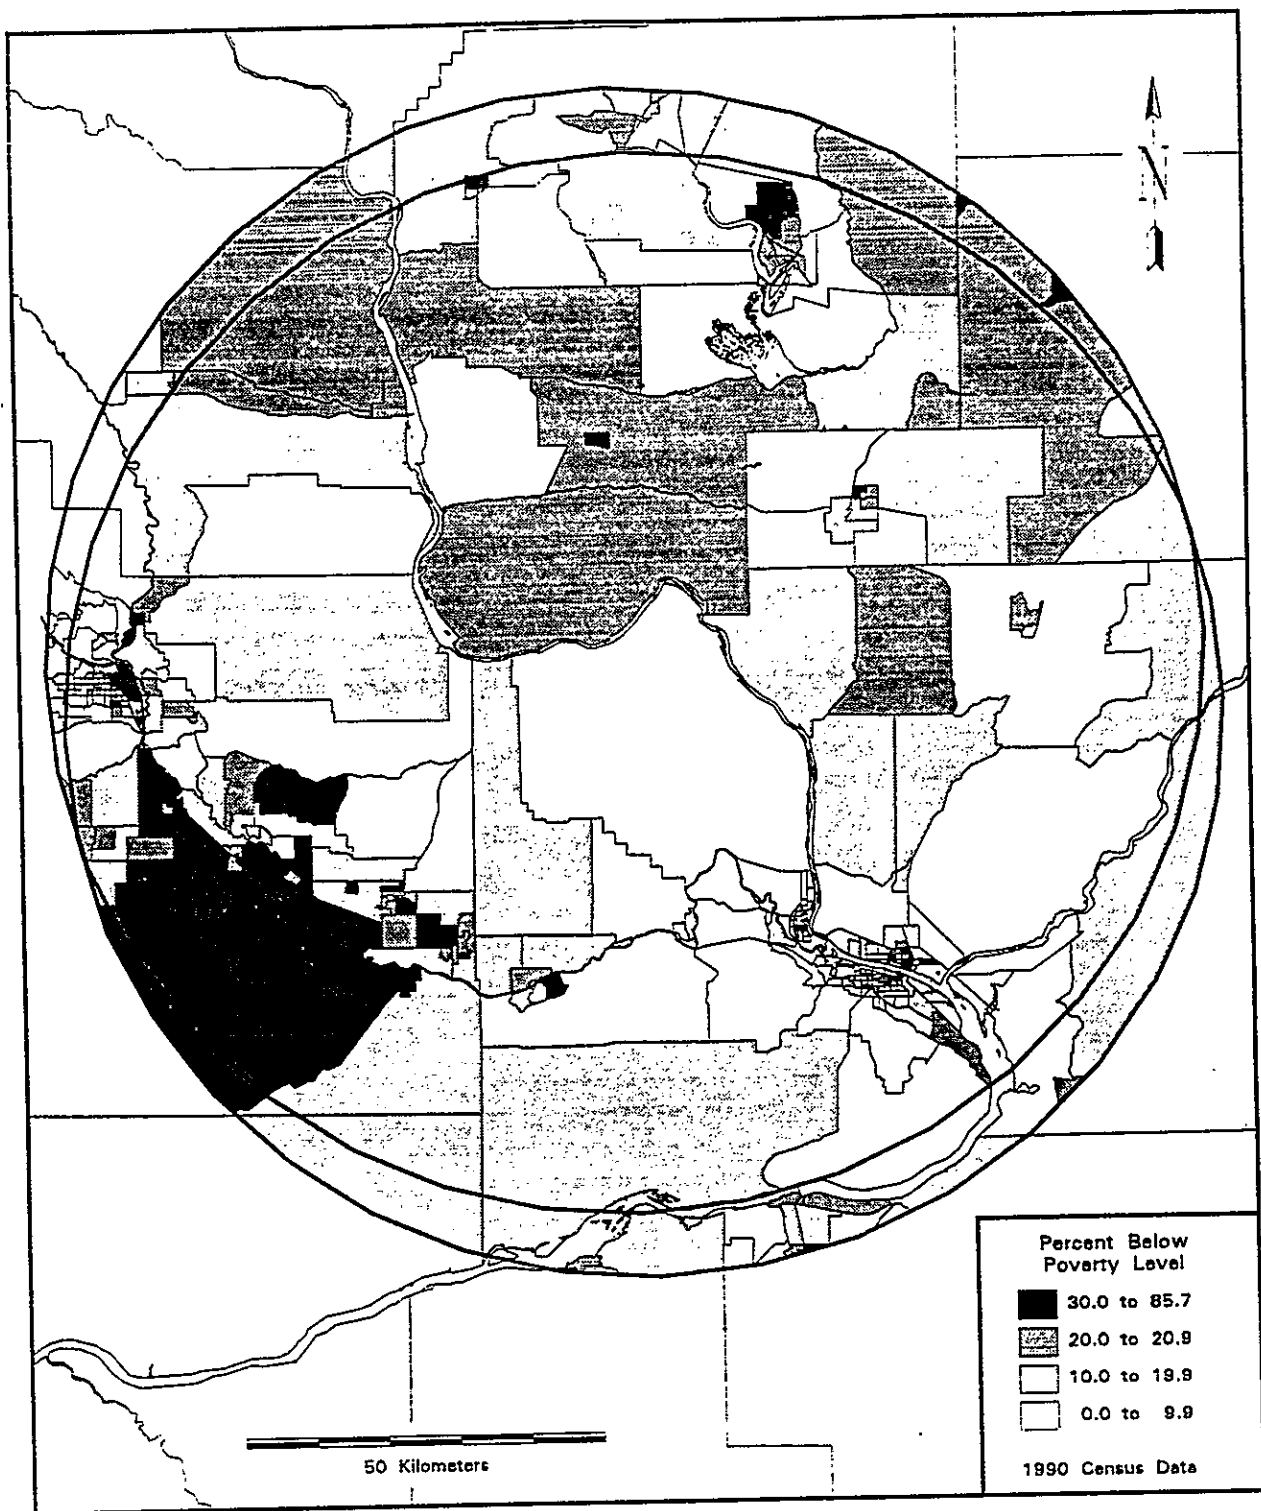 N
Percent Below
Poverty Level
30.0 to 85.7
20.0 to 20.9
10.0 to 19.9
0.0 to 9.9
1990 Census Data
50 Kilometers